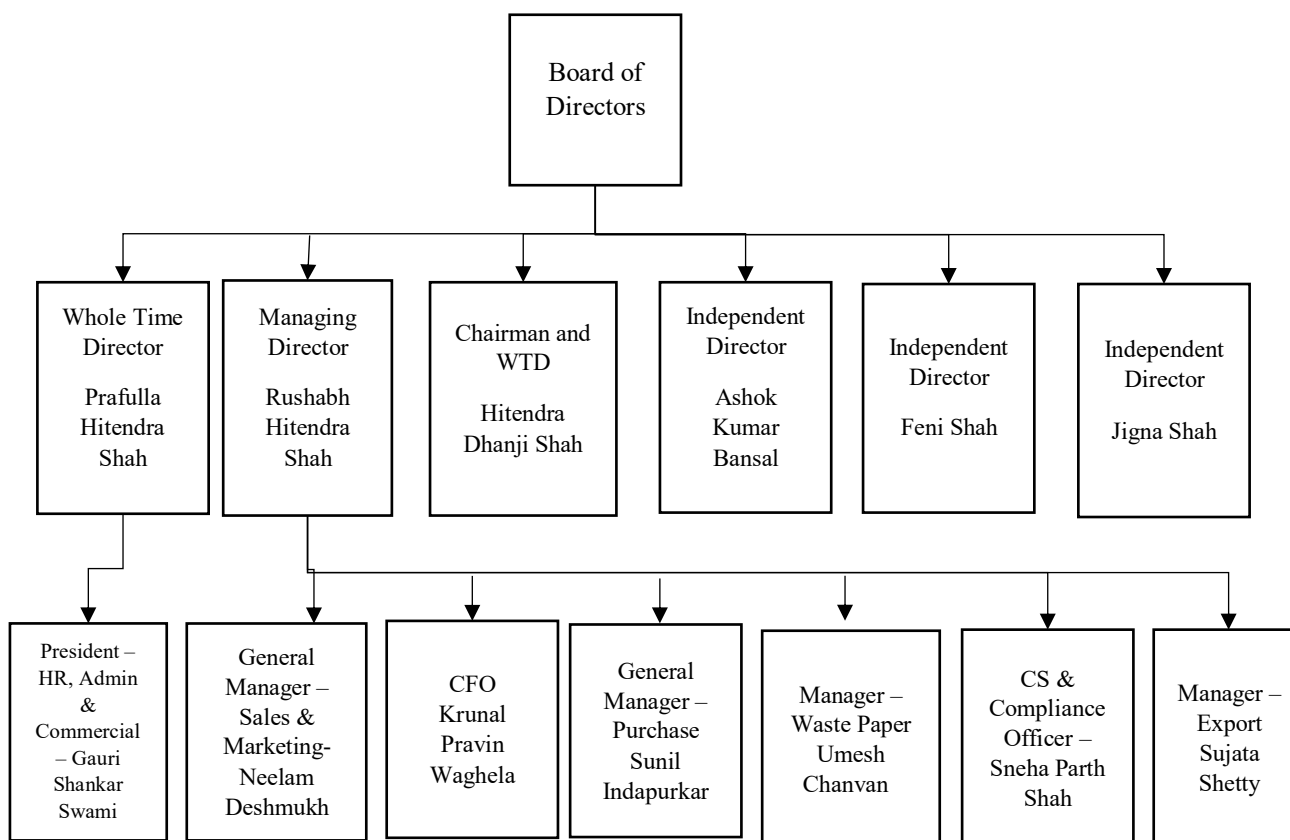 Board of
Directors
Whole Time
Director
Prafulla
Hitendra
Shah
Managing
Director
Rushabh
Hitendra
Shah
Chairman and
WTD
Hitendra
Dhanji Shah
Independent
Director
Ashok
Kumar
Bansal
Independent
Director
Feni Shah
Independent
Director
Jigna Shah
President –
HR, Admin
&
Commercial
– Gauri
Shankar
Swami
General
Manager –
Sales &
Marketing-
Neelam
Deshmukh
CFO
Krunal
Pravin
Waghela
General
Manager –
Purchase
Sunil
Indapurkar
Manager –
Waste Paper
Umesh
Chanvan
CS &
Compliance
Officer –
Sneha Parth
Shah
Manager –
Export
Sujata
Shetty